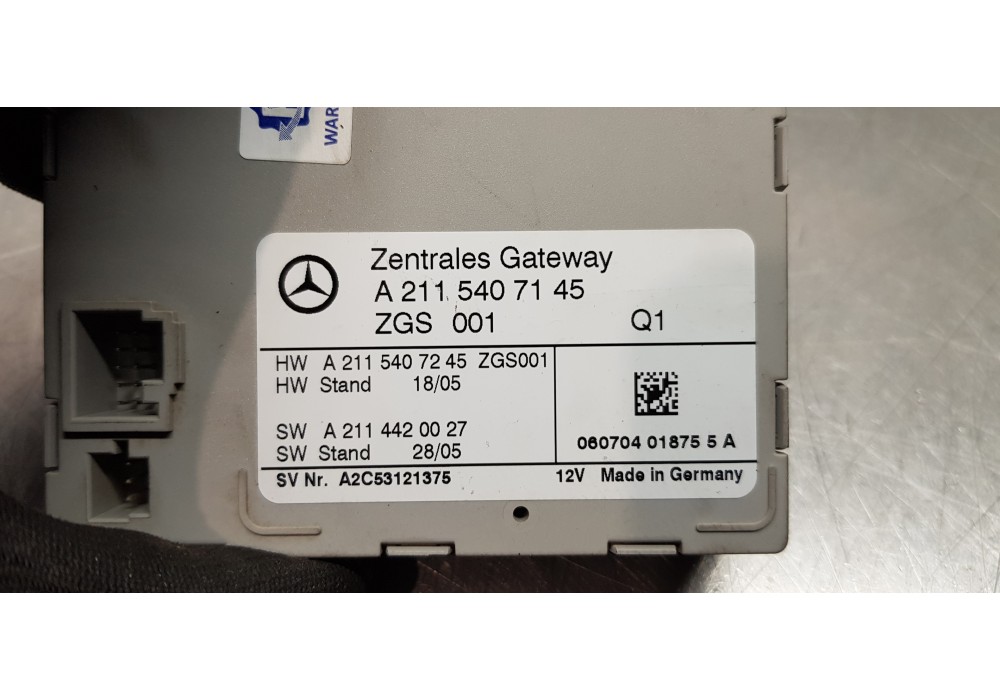 WAR
Zentrales Gateway
A 211 540 71 45
ZGS 001 Q1
HW A 211 540 72 45 ZGS001
HW Stand 18/05
SW A 211 442 00 27
SW Stand 28/05
060704 01875 5 A
SV Nr. A2C53121375 12V Made in Germany